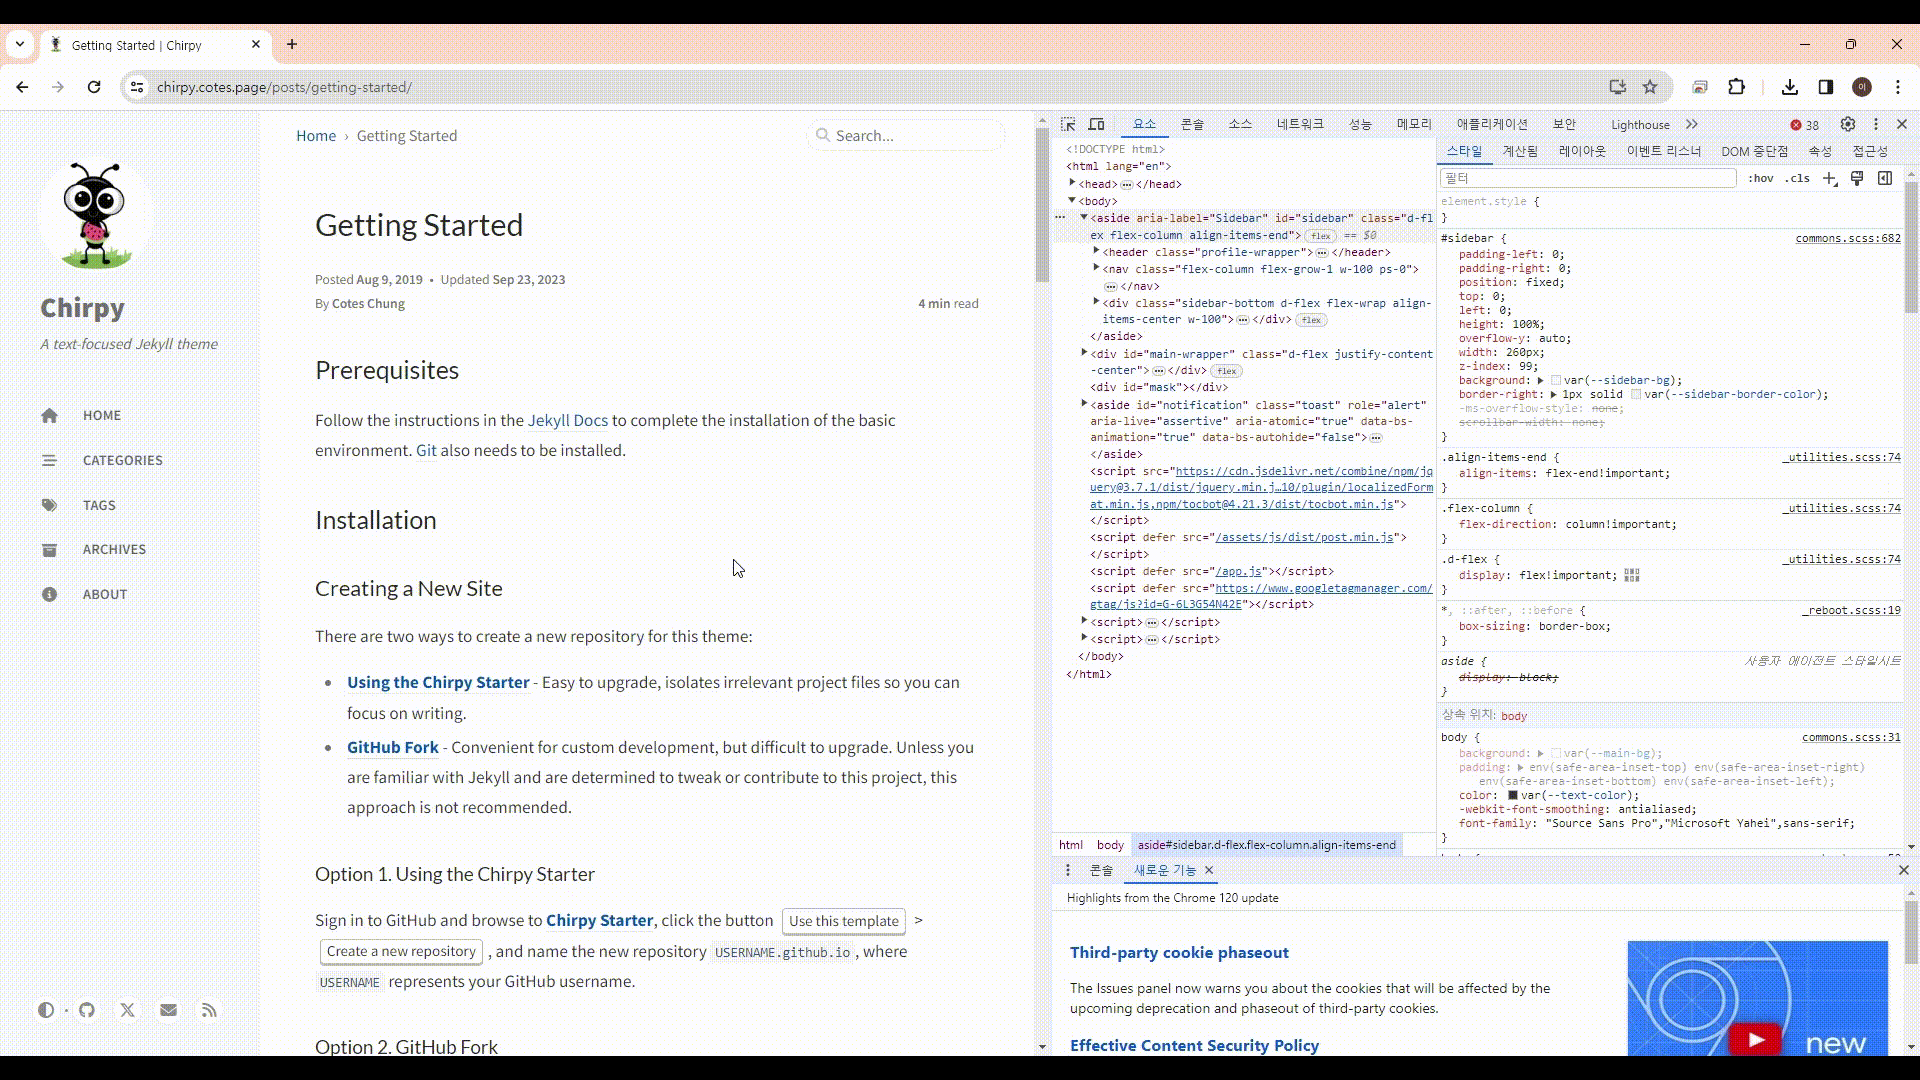 Getting Started | Chirpy
chirpy.cotes.page/posts/getting-started/
이
Chirpy
A text-focused Jekyll theme
HOME
CATEGORIES
TAGS
ARCHIVES
ABOUT
Home › Getting Started
Search...
Getting Started
Posted Aug 9, 2019 • Updated Sep 23, 2023
By Cotes Chung
4 min read
Prerequisites
Follow the instructions in the Jekyll Docs to complete the installation of the basic
environment. Git also needs to be installed.
Installation
Creating a New Site
There are two ways to create a new repository for this theme:
• Using the Chirpy Starter - Easy to upgrade, isolates irrelevant project files so you can
focus on writing.
• GitHub Fork - Convenient for custom development, but difficult to upgrade. Unless you
are familiar with Jekyll and are determined to tweak or contribute to this project, this
approach is not recommended.
Option 1. Using the Chirpy Starter
Sign in to GitHub and browse to Chirpy Starter, click the button Use this template >
Create a new repository , and name the new repository USERNAME.github.io , where
USERNAME represents your GitHub username.
Option 2. GitHub Fork
요소 콘솔 소스 네트워크 성능 메모리 애플리케이션 보안 Lighthouse 38
<!DOCTYPE html>
<html lang="en">
<head> … </head>
<body>
<aside aria-label="Sidebar" id="sidebar" class="d-fl
ex flex-column align-items-end"> flex == $0
<header class="profile-wrapper"> … </header>
<nav class="flex-column flex-grow-1 w-100 ps-0">
… </nav>
<div class="sidebar-bottom d-flex flex-wrap align-
items-center w-100"> … </div> flex
</aside>
<div id="main-wrapper" class="d-flex justify-content
-center"> … </div> flex
<div id="mask"></div>
<aside id="notification" class="toast" role="alert"
aria-live="assertive" aria-atomic="true" data-bs-
animation="true" data-bs-autohide="false"> …
</aside>
<script src="https://cdn.jsdelivr.net/combine/npm/jq
uery@3.7.1/dist/jquery.min.j…10/plugin/localizedForm
at.min.js,npm/tocbot@4.21.3/dist/tocbot.min.js">
</script>
<script defer src="/assets/js/dist/post.min.js">
</script>
<script defer src="/app.js"></script>
<script defer src="https://www.googletagmanager.com/
gtag/js?id=G-6L3G54N42E"></script>
<script> … </script>
<script> … </script>
</body>
</html>
html body aside#sidebar.d-flex.flex-column.align-items-end
스타일 계산됨 레이아웃 이벤트 리스너 DOM 중단점 속성 접근성
필터 :hov .cls
element.style {
}
#sidebar { commons.scss:682
padding-left: 0;
padding-right: 0;
position: fixed;
top: 0;
left: 0;
height: 100%;
overflow-y: auto;
width: 260px;
z-index: 99;
background: var(--sidebar-bg);
border-right: 1px solid var(--sidebar-border-color);
-ms-overflow-style: none;
scrollbar-width: none;
}
.align-items-end { _utilities.scss:74
align-items: flex-end!important;
}
.flex-column { _utilities.scss:74
flex-direction: column!important;
}
.d-flex { _utilities.scss:74
display: flex!important;
}
*, ::after, ::before { _reboot.scss:19
box-sizing: border-box;
}
aside { 사용자 에이전트 스타일시트
display: block;
}
상속 위치: body
body { commons.scss:31
background: var(--main-bg);
padding: env(safe-area-inset-top) env(safe-area-inset-right)
env(safe-area-inset-bottom) env(safe-area-inset-left);
color: var(--text-color);
-webkit-font-smoothing: antialiased;
font-family: "Source Sans Pro","Microsoft Yahei",sans-serif;
}
콘솔 새로운 기능
Highlights from the Chrome 120 update
Third-party cookie phaseout
The Issues panel now warns you about the cookies that will be affected by the
upcoming deprecation and phaseout of third-party cookies.
Effective Content Security Policy
new